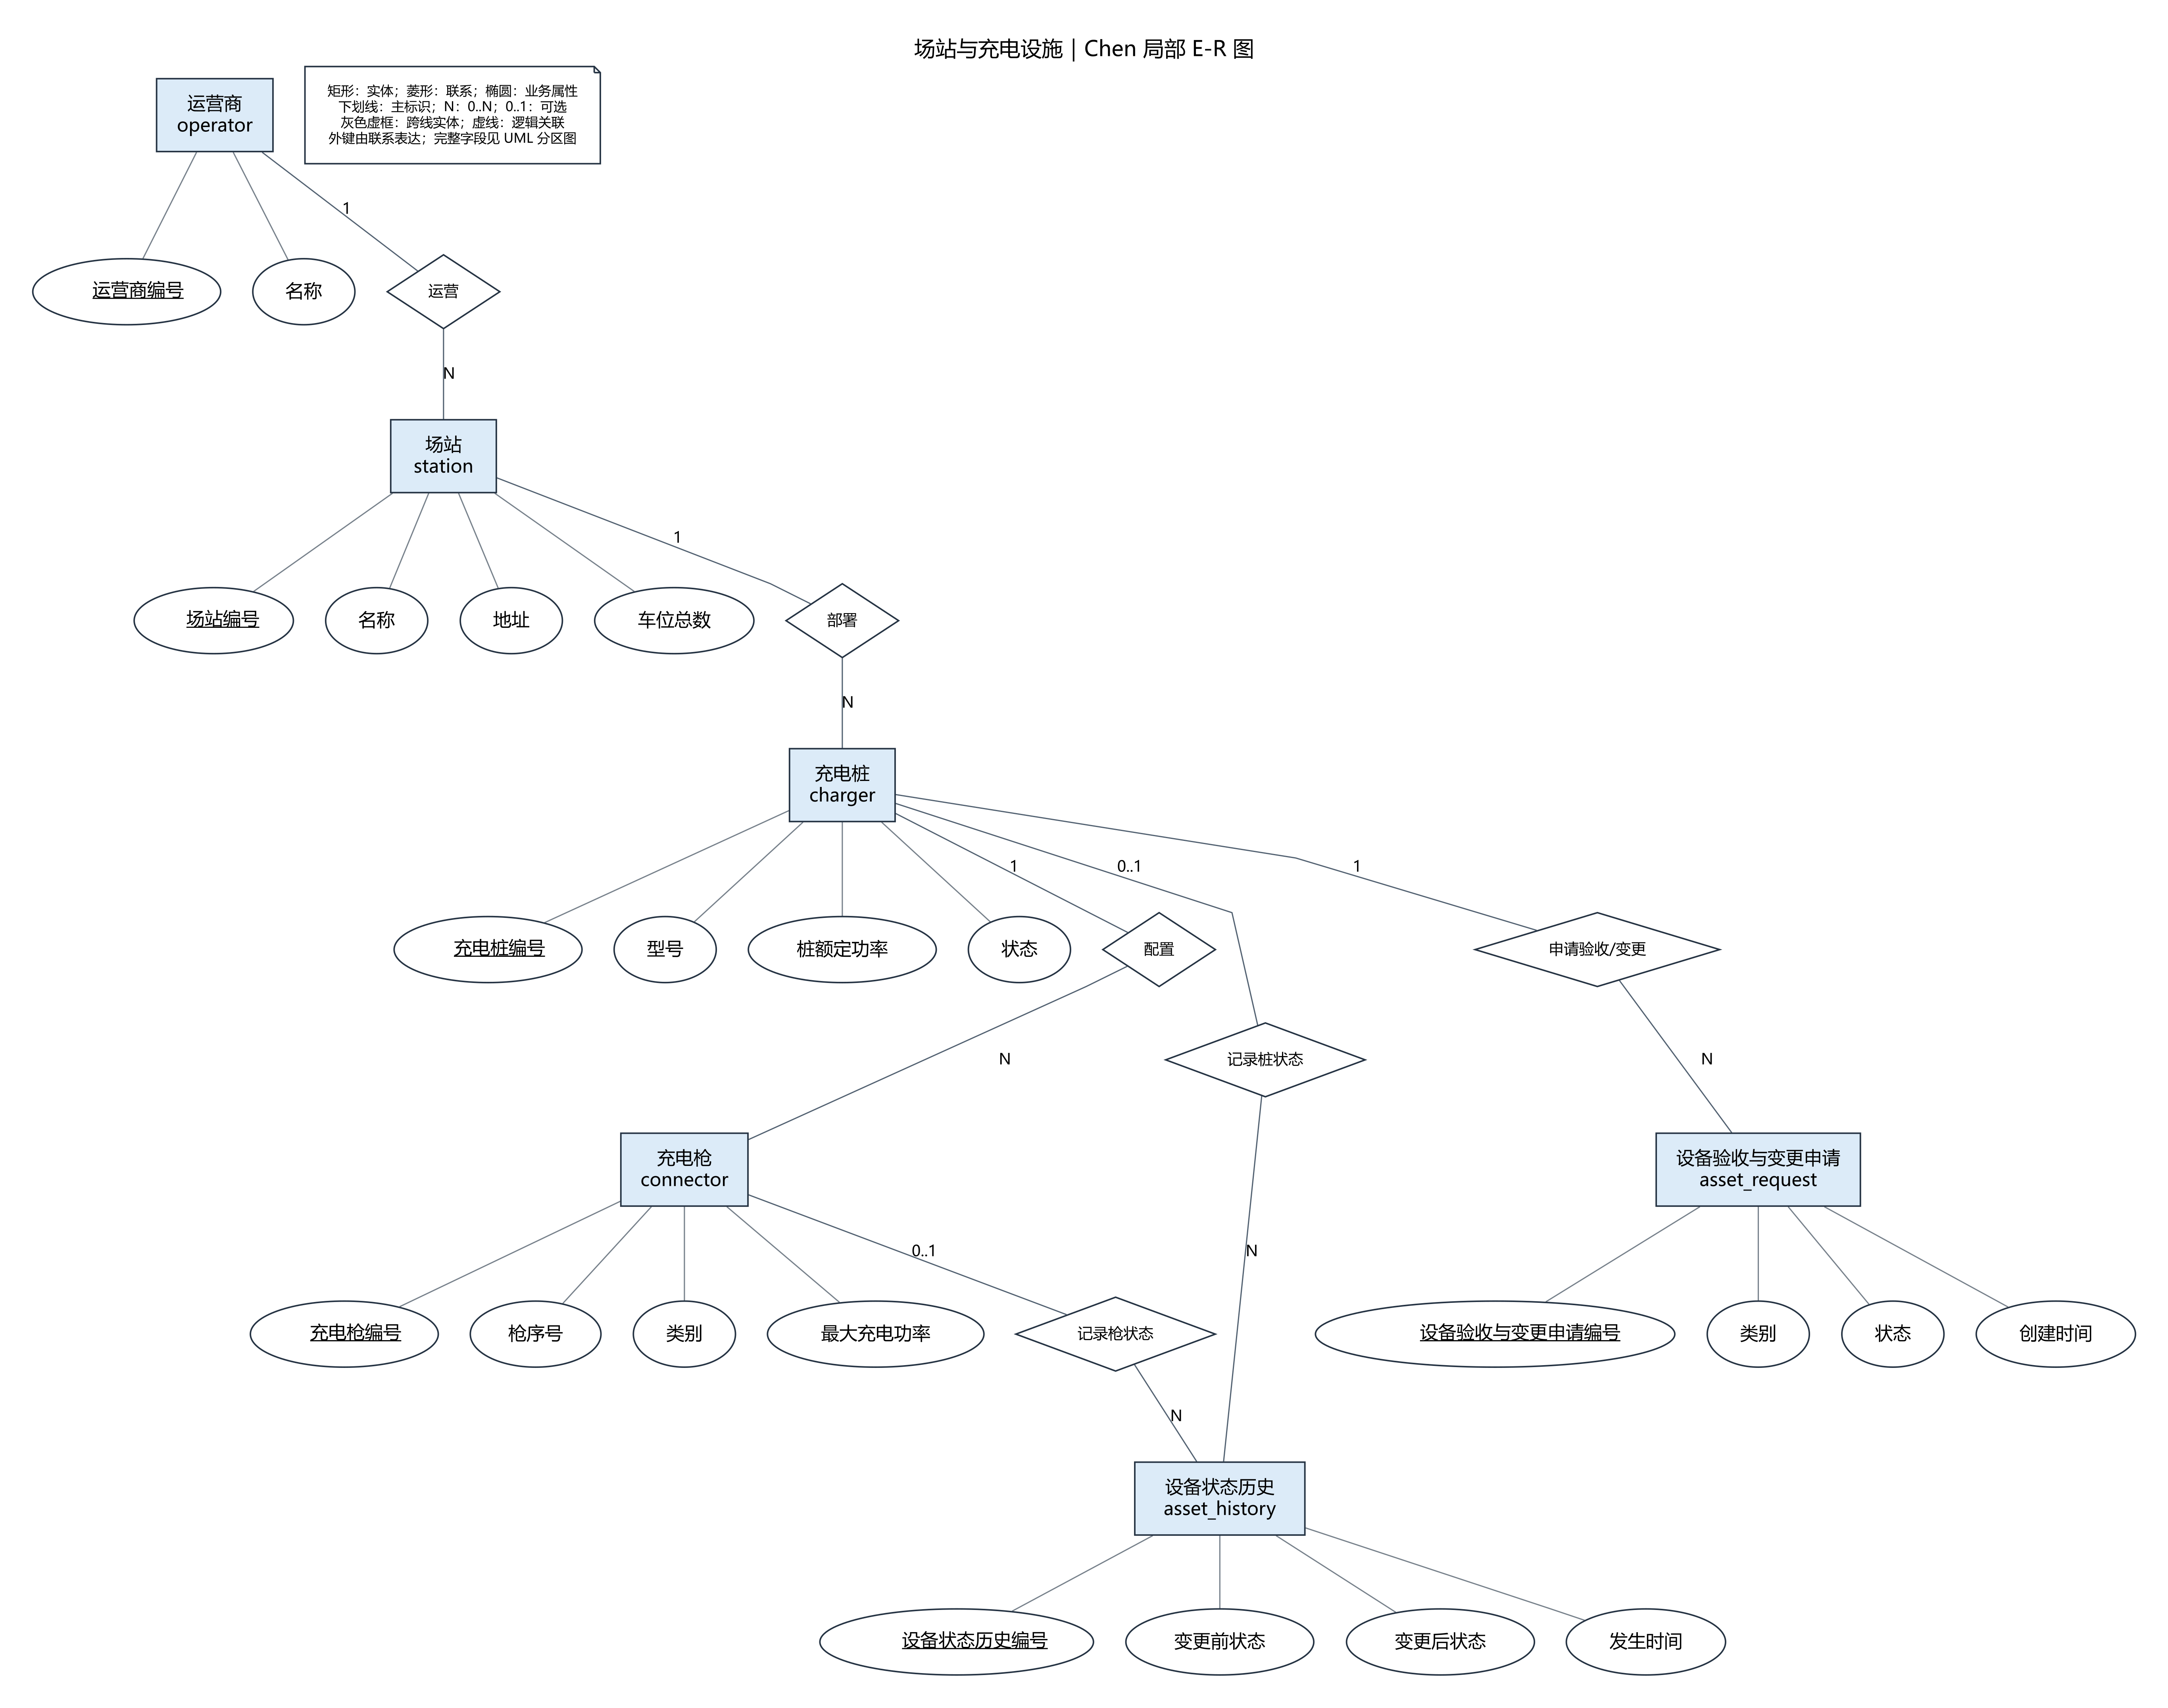 场站与充电设施 | Chen 局部 E-R 图
运营商
operator
矩形：实体；菱形：联系；椭圆：业务属性
下划线：主标识；N：0..N；0..1：可选
灰色虚框：跨线实体；虚线：逻辑关联
外键由联系表达；完整字段见 UML 分区图
1
运营商编号
名称
运营
N
场站
station
1
场站编号
名称
地址
车位总数
部署
N
充电桩
charger
1
0..1
1
充电桩编号
型号
桩额定功率
状态
配置
申请验收/变更
N
记录桩状态
N
充电枪
connector
设备验收与变更申请
asset_request
0..1
N
充电枪编号
枪序号
类别
最大充电功率
记录枪状态
设备验收与变更申请编号
类别
状态
创建时间
N
设备状态历史
asset_history
设备状态历史编号
变更前状态
变更后状态
发生时间